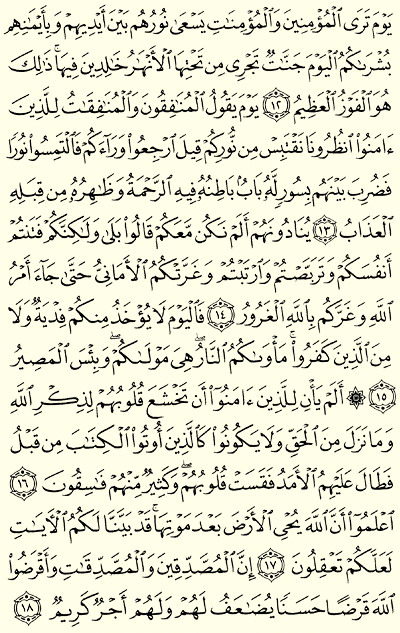 يَوْمَ تَرَى ٱلْمُؤْمِنِينَ وَٱلْمُؤْمِنَٰتِ يَسْعَىٰ نُورُهُم بَيْنَ أَيْدِيهِمْ وَبِأَيْمَٰنِهِم
بُشْرَىٰكُمُ ٱلْيَوْمَ جَنَّٰتٌ تَجْرِى مِن تَحْتِهَا ٱلْأَنْهَٰرُ خَٰلِدِينَ فِيهَا ۚ ذَٰلِكَ
هُوَ ٱلْفَوْزُ ٱلْعَظِيمُ ١٢ يَوْمَ يَقُولُ ٱلْمُنَٰفِقُونَ وَٱلْمُنَٰفِقَٰتُ لِلَّذِينَ
ءَامَنُوا۟ ٱنظُرُونَا نَقْتَبِسْ مِن نُّورِكُمْ قِيلَ ٱرْجِعُوا۟ وَرَآءَكُمْ فَٱلْتَمِسُوا۟ نُورًا
فَضُرِبَ بَيْنَهُم بِسُورٍ لَّهُۥ بَابٌۢ بَاطِنُهُۥ فِيهِ ٱلرَّحْمَةُ وَظَٰهِرُهُۥ مِن قِبَلِهِ
ٱلْعَذَابُ ١٣ يُنَادُونَهُمْ أَلَمْ نَكُن مَّعَكُمْ ۖ قَالُوا۟ بَلَىٰ وَلَٰكِنَّكُمْ فَتَنتُمْ
أَنفُسَكُمْ وَتَرَبَّصْتُمْ وَٱرْتَبْتُمْ وَغَرَّتْكُمُ ٱلْأَمَانِىُّ حَتَّىٰ جَآءَ أَمْرُ
ٱللَّهِ وَغَرَّكُم بِٱللَّهِ ٱلْغَرُورُ ١٤ فَٱلْيَوْمَ لَا يُؤْخَذُ مِنكُمْ فِدْيَةٌ وَلَا
مِنَ ٱلَّذِينَ كَفَرُوا۟ ۚ مَأْوَىٰكُمُ ٱلنَّارُ ۖ هِىَ مَوْلَىٰكُمْ ۖ وَبِئْسَ ٱلْمَصِيرُ
١٥ ۞ أَلَمْ يَأْنِ لِلَّذِينَ ءَامَنُوٓا۟ أَن تَخْشَعَ قُلُوبُهُمْ لِذِكْرِ ٱللَّهِ
وَمَا نَزَلَ مِنَ ٱلْحَقِّ وَلَا يَكُونُوا۟ كَٱلَّذِينَ أُوتُوا۟ ٱلْكِتَٰبَ مِن قَبْلُ
فَطَالَ عَلَيْهِمُ ٱلْأَمَدُ فَقَسَتْ قُلُوبُهُمْ ۖ وَكَثِيرٌ مِّنْهُمْ فَٰسِقُونَ ١٦
ٱعْلَمُوٓا۟ أَنَّ ٱللَّهَ يُحْىِ ٱلْأَرْضَ بَعْدَ مَوْتِهَا ۚ قَدْ بَيَّنَّا لَكُمُ ٱلْءَايَٰتِ
لَعَلَّكُمْ تَعْقِلُونَ ١٧ إِنَّ ٱلْمُصَّدِّقِينَ وَٱلْمُصَّدِّقَٰتِ وَأَقْرَضُوا۟
ٱللَّهَ قَرْضًا حَسَنًا يُضَٰعَفُ لَهُمْ وَلَهُمْ أَجْرٌ كَرِيمٌ ١٨